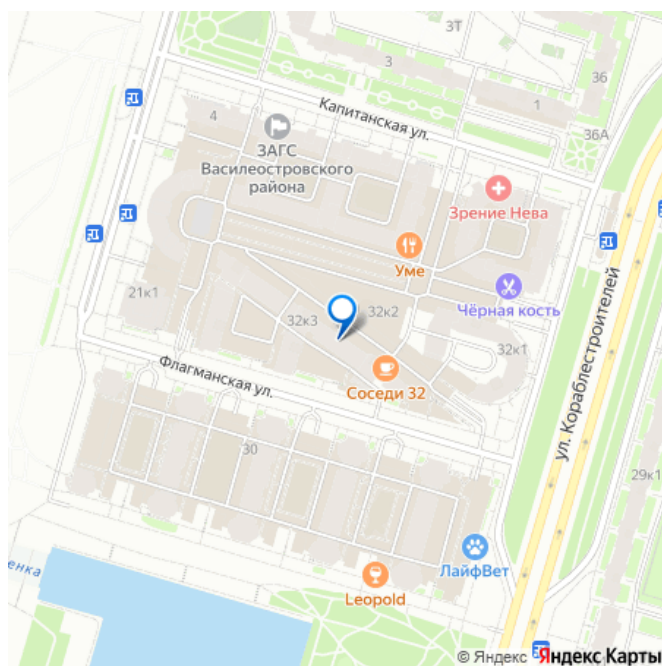 3Т
3
36
1
Капитанская ул.
36А
4
ЗАГС
Василеостровского
района
Зрение Нева
Уме
21к1
Чёрная кость
32к3
32к2
32к1
Соседи 32
Флагманская ул.
ул. Кораблестроителей
30
29к1
ЛайфВет
енка
Leopold
© Яндекс Яндекс Карты